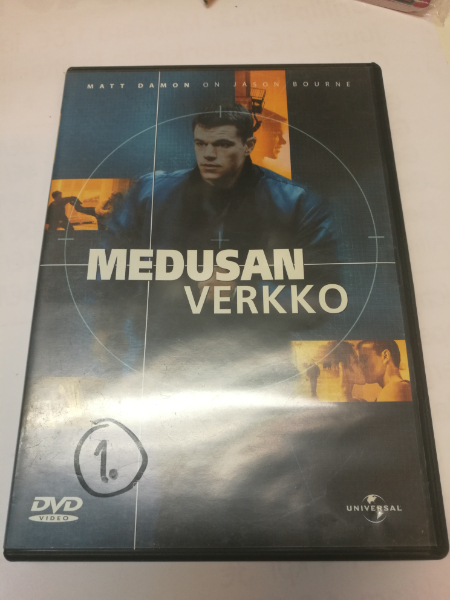 MATT DAMON ON JASON BOURNE
MEDUSAN
VERKKO
1.
DVD
VIDEO
UNIVERSAL